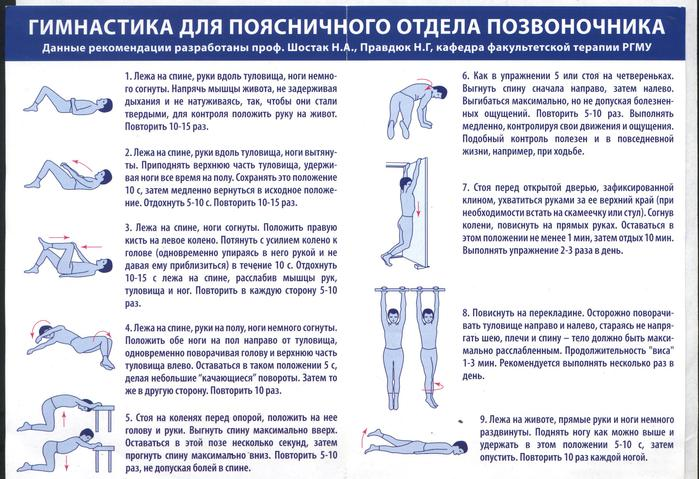 ГИМНАСТИКА ДЛЯ ПОЯСНИЧНОГО ОТДЕЛА ПОЗВОНОЧНИКА
Данные рекомендации разработаны проф. Шостак Н.А., Правдюк Н.Г, кафедра факультетской терапии РГМУ
1. Лежа на спине, руки вдоль туловища, ноги немно-
го согнуты. Напрячь мышцы живота, не задерживая
дыхания и не натуживаясь, так, чтобы они стали
твердыми, для контроля положить руку на живот.
Повторить 10-15 раз.
2. Лежа на спине, руки вдоль туловища, ноги вытяну-
ты. Приподнять верхнюю часть туловища, удержи-
вая ноги все время на полу. Сохранять это положение
10 с, затем медленно вернуться в исходное положе-
ние. Отдохнуть 5-10 с. Повторить 10-15 раз.
3. Лежа на спине, ноги согнуты. Положить правую
кисть на левое колено. Потянуть с усилием колено к
голове (одновременно упираясь в него рукой и не
давая ему приблизиться) в течение 10 с. Отдохнуть
10-15 с лежа на спине, расслабив мышцы рук,
туловища и ног. Повторить в каждую сторону 5-10
раз.
4. Лежа на спине, руки на полу, ноги немного согнуты.
Положить обе ноги на пол направо от туловища,
одновременно поворачивая голову и верхнюю часть
туловища влево. Оставаться в таком положении 5 с,
делая небольшие "качающиеся" повороты. Затем то
же в другую сторону. Повторить 10 раз.
5. Стоя на коленях перед опорой, положить на нее
голову и руки. Выгнуть спину максимально вверх.
Оставаться в этой позе несколько секунд, затем
прогнуть спину максимально вниз. Повторить 5-10
раз, не допуская болей в спине.
6. Как в упражнении 5 или стоя на четвереньках.
Выгнуть спину сначала направо, затем налево.
Выгибаться максимально, но не допуская болезнен-
ных ощущений. Повторить 5-10 раз. Выполнять
медленно, контролируя свои движения и ощущения.
Подобный контроль полезен и в повседневной
жизни, например, при ходьбе.
7. Стоя перед открытой дверью, зафиксированной
клином, ухватиться руками за ее верхний край (при
необходимости встать на скамеечку или стул). Согнув
колени, повиснуть на прямых руках. Оставаться в
этом положении не менее 1 мин, затем отдых 10 мин.
Выполнять упражнение 2-3 раза в день.
8. Повиснуть на перекладине. Осторожно поворачи-
вать туловище направо и налево, стараясь не напря-
гать шею, плечи и спину – тело должно быть макси-
мально расслабленным. Продолжительность "виса"
1-3 мин. Рекомендуется выполнять несколько раз в
день.
9. Лежа на животе, прямые руки и ноги немного
раздвинуты. Поднять ногу как можно выше и
удержать в этом положении 5-10 с, затем
опустить. Повторить 10 раз каждой ногой.